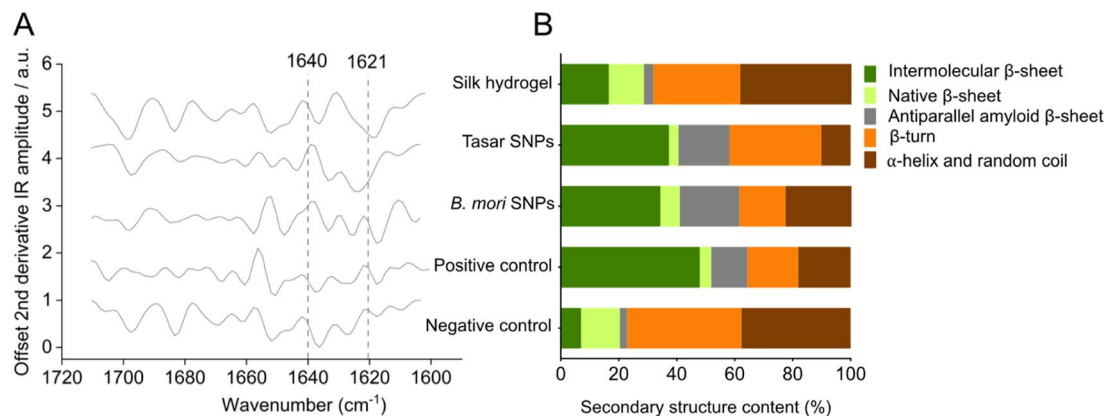 A
Offset 2nd derivative IR amplitude / a.u.
6
5
4
3
2
1
0
1640
1621
1720
1700
1680
1660
1640
1620
1600
Wavenumber (cm⁻¹)
B
Silk hydrogel
Tasar SNPs
B. mori SNPs
Positive control
Negative control
0
20
40
60
80
100
Secondary structure content (%)
Intermolecular β-sheet
Native β-sheet
Antiparallel amyloid β-sheet
β-turn
α-helix and random coil